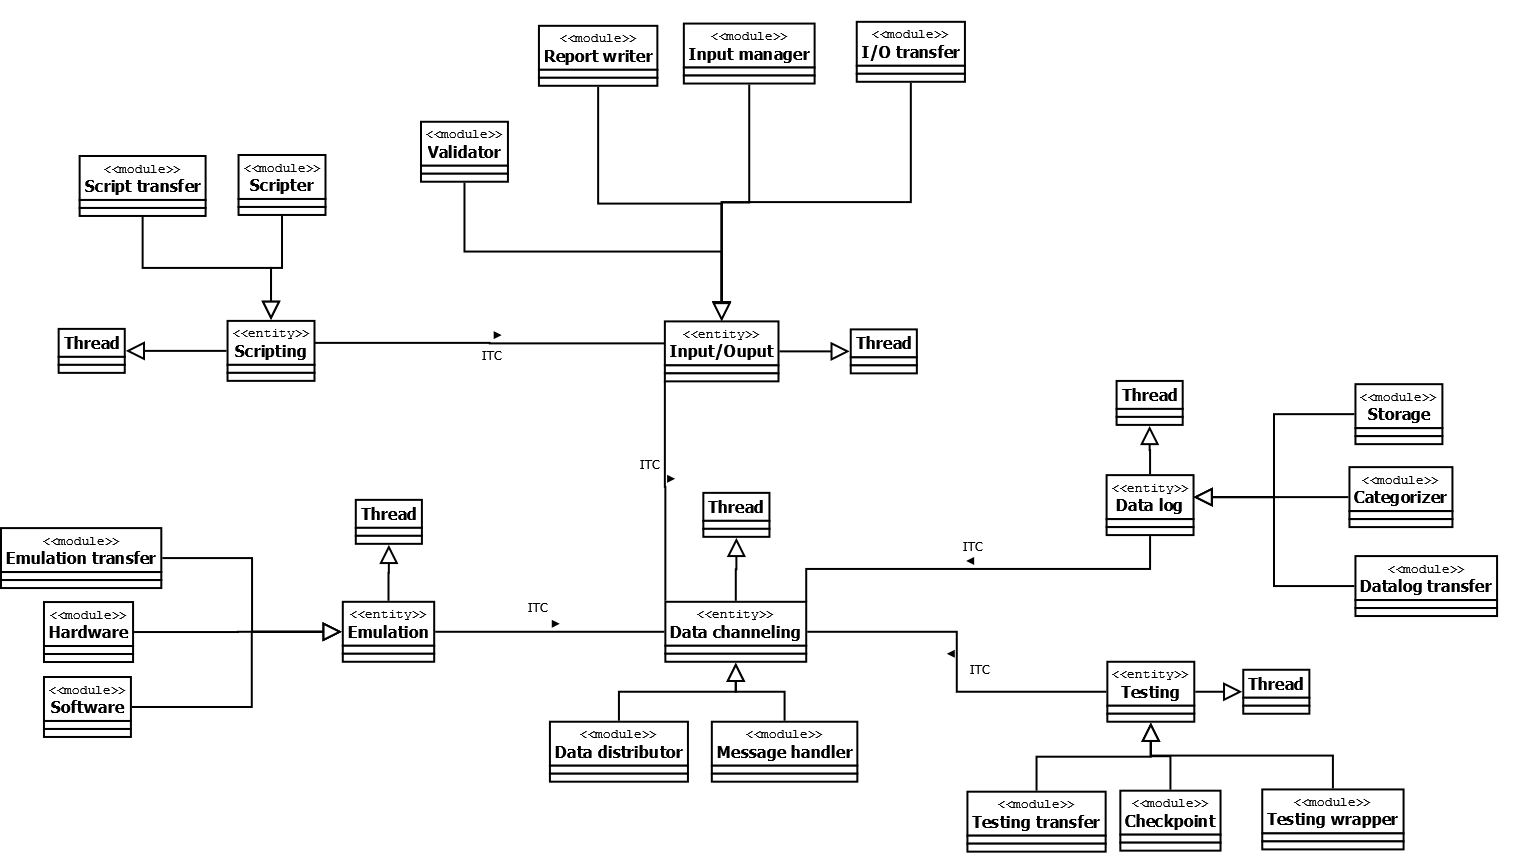 <<module>>
Report writer
<<module>>
Input manager
<<module>>
I/O transfer
<<module>>
Validator
<<module>>
Script transfer
<<module>>
Scripter
Thread
<<entity>>
Scripting
ITC
<<entity>>
Input/Ouput
Thread
Thread
<<module>>
Storage
ITC
<<entity>>
Data log
<<module>>
Categorizer
Thread
Thread
ITC
<<module>>
Emulation transfer
<<module>>
Datalog transfer
<<module>>
Hardware
<<entity>>
Emulation
ITC
<<entity>>
Data channeling
ITC
<<module>>
Software
<<entity>>
Testing
Thread
<<module>>
Data distributor
<<module>>
Message handler
<<module>>
Testing transfer
<<module>>
Checkpoint
<<module>>
Testing wrapper